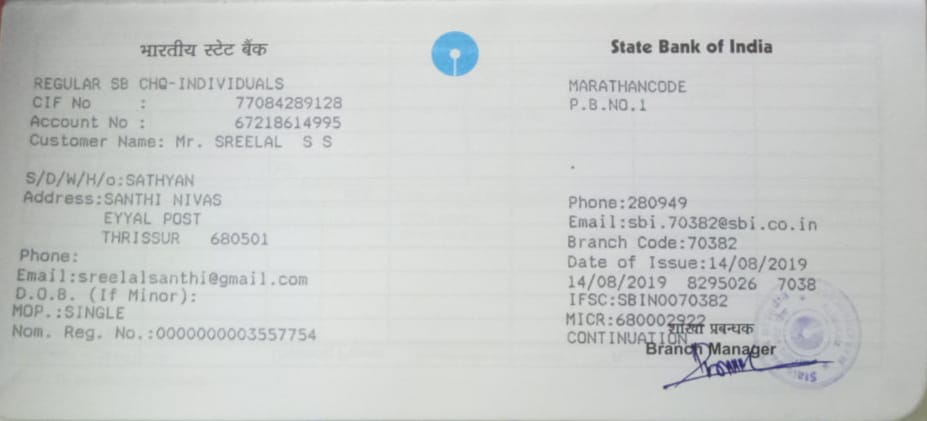 भारतीय स्टेट बैंक
REGULAR SB CHQ-INDIVIDUALS
CIF No : 77084289128
Account No : 67218614995
Customer Name: Mr. SREELAL S S
S/D/W/H/o:SATHYAN
Address:SANTHI NIVAS
EYYAL POST
THRISSUR 680501
Phone:
Email:sreelalsanthi@gmail.com
D.O.B. (If Minor):
MOP.:SINGLE
Nom. Reg. No.:0000000003557754
State Bank of India
MARATHANCODE
P.B.NO.1
.
Phone:280949
Email:sbi.70382@sbi.co.in
Branch Code:70382
Date of Issue:14/08/2019
14/08/2019 8295026 7038
IFSC:SBIN0070382
MICR:680002922
शाखा प्रबन्धक
CONTINUATION
Branch Manager